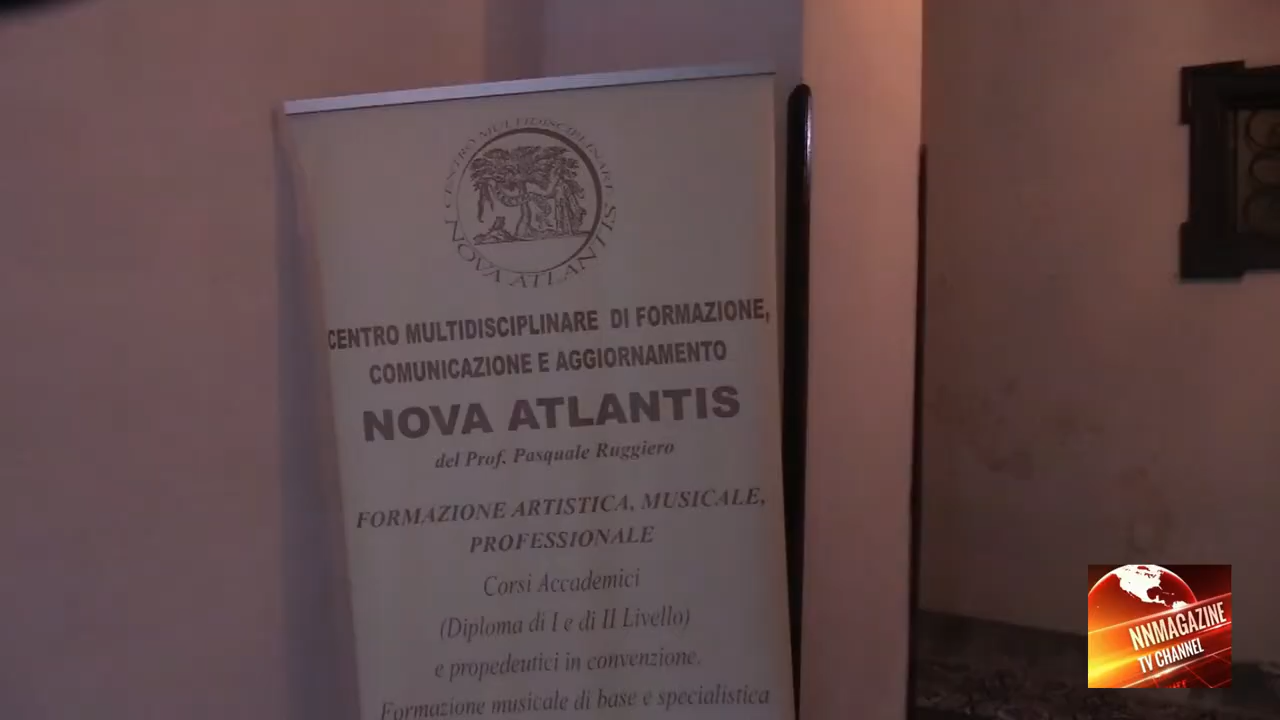 CENTRO MULTIDISCIPLINARE
NOVA ATLANTIS
CENTRO MULTIDISCIPLINARE DI FORMAZIONE,
COMUNICAZIONE E AGGIORNAMENTO
NOVA ATLANTIS
del Prof. Pasquale Ruggiero
FORMAZIONE ARTISTICA, MUSICALE,
PROFESSIONALE
Corsi Accademici
(Diploma di I e di II Livello)
e propedeutici in convenzione.
Formazione musicale di base e specialistica
NNMAGAZINE
TV CHANNEL